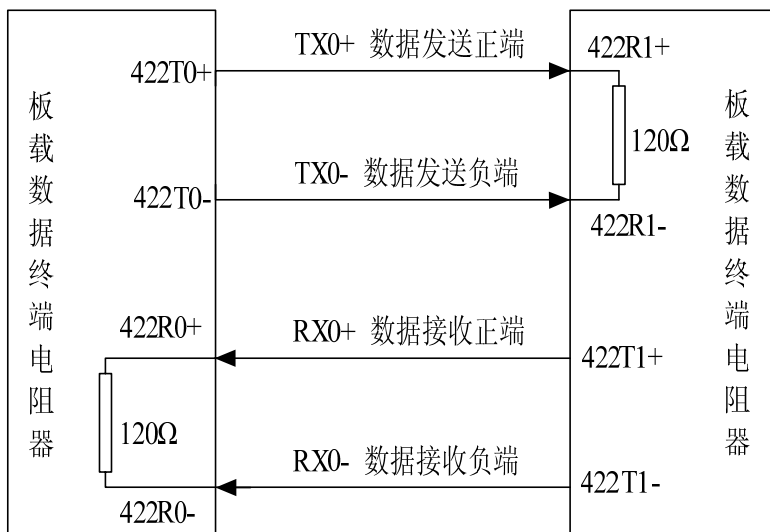 板载数据终端电阻器
422T0+
TX0+ 数据发送正端
422R1+
120Ω
422T0-
TX0- 数据发送负端
422R1-
422R0+
RX0+ 数据接收正端
422T1+
120Ω
422R0-
RX0- 数据接收负端
422T1-
板载数据终端电阻器